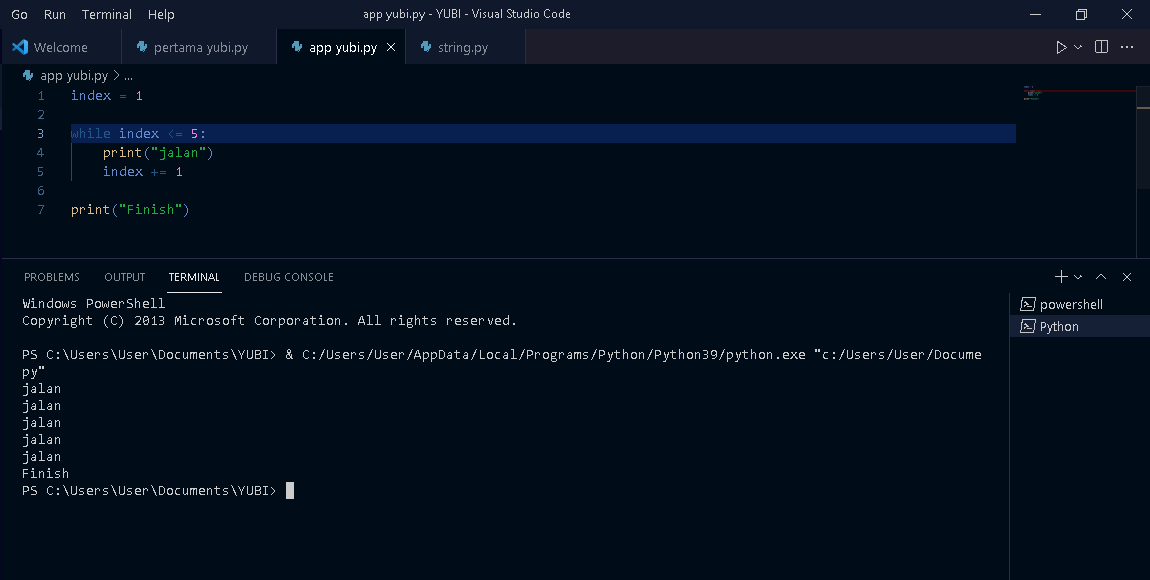 Go Run Terminal Help app yubi.py - YUBI - Visual Studio Code
Welcome pertama yubi.py app yubi.py string.py
app yubi.py > ...
1 index = 1
2
3 while index <= 5:
4 print("jalan")
5 index += 1
6
7 print("Finish")
PROBLEMS OUTPUT TERMINAL DEBUG CONSOLE
Windows PowerShell
Copyright (C) 2013 Microsoft Corporation. All rights reserved.
PS C:\Users\User\Documents\YUBI> & C:/Users/User/AppData/Local/Programs/Python/Python39/python.exe "c:/Users/User/Docume
py"
jalan
jalan
jalan
jalan
jalan
Finish
PS C:\Users\User\Documents\YUBI>
powershell
Python